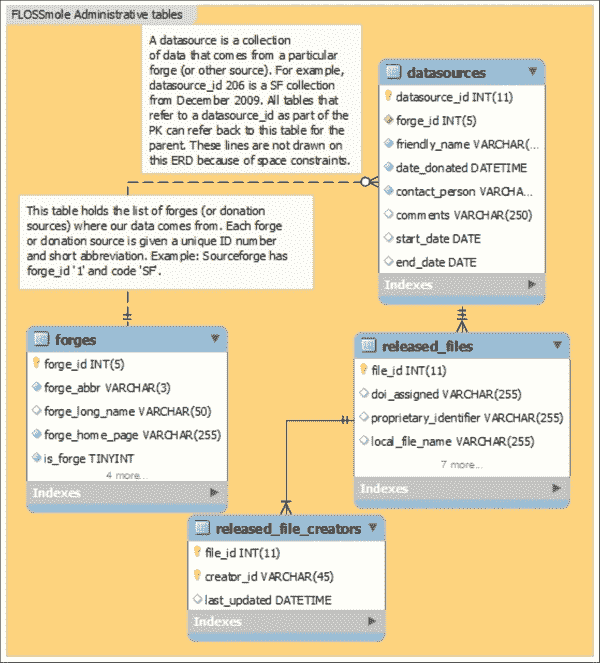 FLOSSmole Administrative tables
A datasource is a collection
of data that comes from a particular
forge (or other source). For example,
datasource_id 206 is a SF collection
from December 2009. All tables that
refer to a datasource_id as part of the
PK can refer back to this table for the
parent. These lines are not drawn on
this ERD because of space constraints.
datasources
datasource_id INT(11)
forge_id INT(5)
friendly_name VARCHAR(...
date_donated DATETIME
contact_person VARCHA...
comments VARCHAR(250)
start_date DATE
end_date DATE
Indexes
This table holds the list of forges (or donation
sources) where our data comes from. Each forge
or donation source is given a unique ID number
and short abbreviation. Example: Sourceforge has
forge_id '1' and code 'SF'.
forges
forge_id INT(5)
forge_abbr VARCHAR(3)
forge_long_name VARCHAR(50)
forge_home_page VARCHAR(255)
is_forge TINYINT
4 more...
Indexes
released_files
file_id INT(11)
doi_assigned VARCHAR(255)
proprietary_identifier VARCHAR(255)
local_file_name VARCHAR(255)
7 more...
Indexes
released_file_creators
file_id INT(11)
creator_id VARCHAR(45)
last_updated DATETIME
Indexes